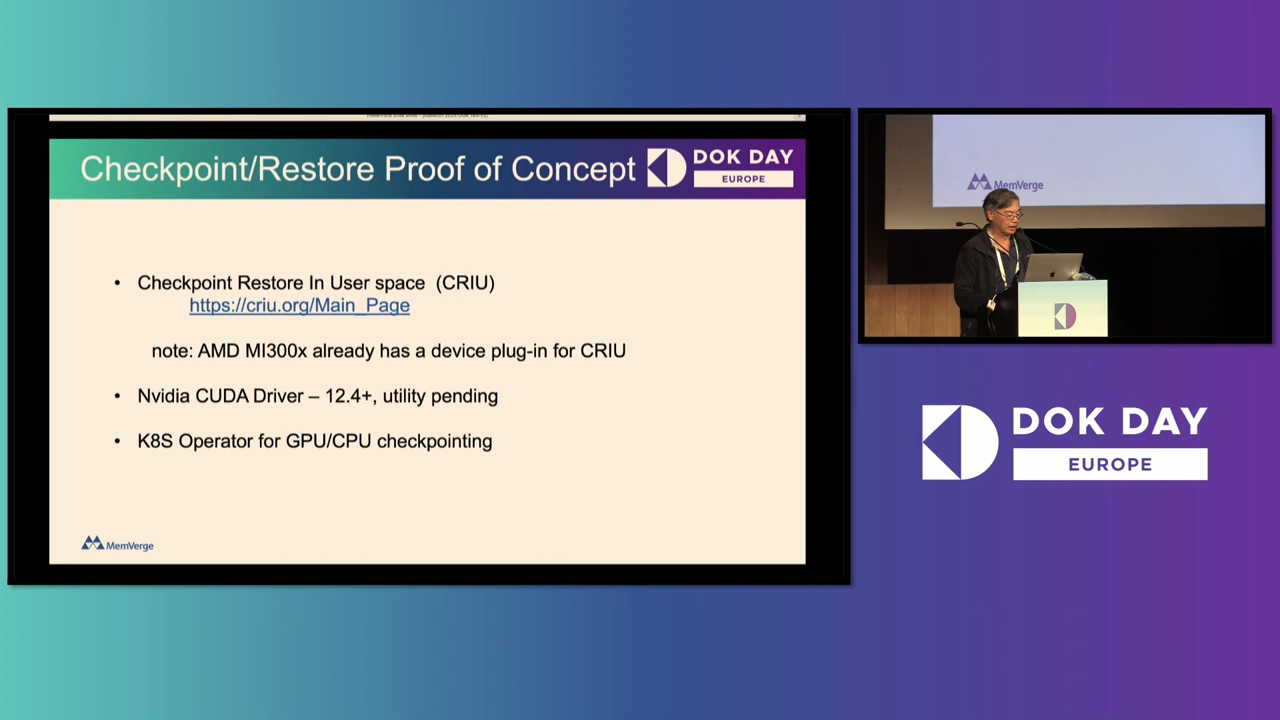 Checkpoint/Restore Proof of Concept
DOK DAY
EUROPE
• Checkpoint Restore In User space (CRIU)
https://criu.org/Main_Page
note: AMD MI300x already has a device plug-in for CRIU
• Nvidia CUDA Driver – 12.4+, utility pending
• K8S Operator for GPU/CPU checkpointing
MemVerge
MemVerge
DOK DAY
EUROPE